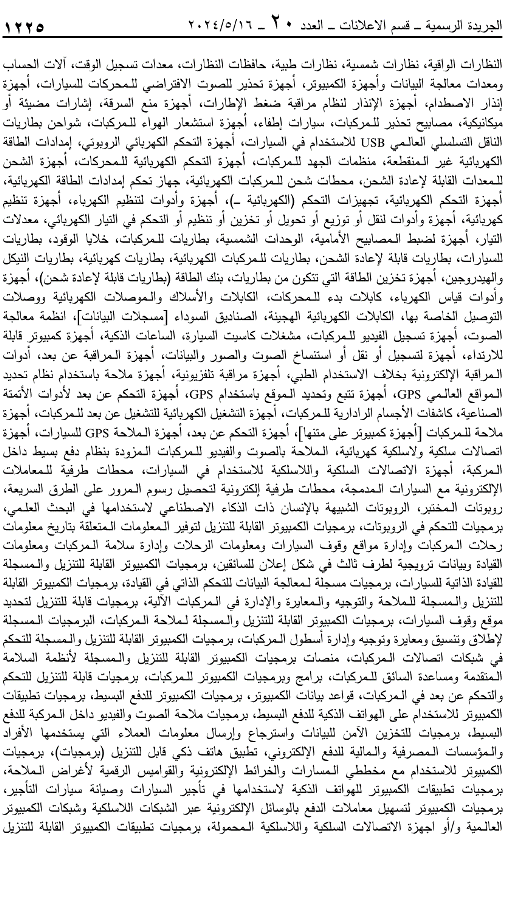 الجريدة الرسمية ــ قسم الاعلانات ــ العدد ٢٠ ــ ٢٠٢٤/٥/١٦
١٢٢٥
النظارات الواقية، نظارات شمسية، نظارات طبية، حافظات النظارات، معدات تسجيل الوقت، آلات الحساب
ومعدات معالجة البيانات وأجهزة الكمبيوتر، أجهزة تحذير للصوت الافتراضي للمحركات للسيارات، أجهزة
إنذار الاصطدام، أجهزة الإنذار لنظام مراقبة ضغط الإطارات، أجهزة منع السرقة، إشارات مضيئة أو
ميكانيكية، مصابيح تحذير للمركبات، سيارات إطفاء، أجهزة استشعار الهواء للمركبات، شواحن بطاريات
الناقل التسلسلي العالمي USB للاستخدام في السيارات، أجهزة التحكم الكهربائي الروبوتي، إمدادات الطاقة
الكهربائية غير المنقطعة، منظمات الجهد للمركبات، أجهزة التحكم الكهربائية للمحركات، أجهزة الشحن
للمعدات القابلة لإعادة الشحن، محطات شحن للمركبات الكهربائية، جهاز تحكم إمدادات الطاقة الكهربائية،
أجهزة التحكم الكهربائية، تجهيزات التحكم (الكهربائية ــ)، أجهزة وأدوات لتنظيم الكهرباء، أجهزة تنظيم
كهربائية، أجهزة وأدوات لنقل أو توزيع أو تحويل أو تخزين أو تنظيم أو التحكم في التيار الكهربائي، معدلات
التيار، أجهزة لضبط المصابيح الأمامية، الوحدات الشمسية، بطاريات للمركبات، خلايا الوقود، بطاريات
للسيارات، بطاريات قابلة لإعادة الشحن، بطاريات للمركبات الكهربائية، بطاريات كهربائية، بطاريات النيكل
والهيدروجين، أجهزة تخزين الطاقة التي تتكون من بطاريات، بنك الطاقة (بطاريات قابلة لإعادة شحن)، أجهزة
وأدوات قياس الكهرباء، كابلات بدء للمحركات، الكابلات والأسلاك والموصلات الكهربائية ووصلات
التوصيل الخاصة بها، الكابلات الكهربائية الهجينة، الصناديق السوداء [مسجلات البيانات]، انظمة معالجة
الصوت، أجهزة تسجيل الفيديو للمركبات، مشغلات كاسيت السيارة، الساعات الذكية، أجهزة كمبيوتر قابلة
للارتداء، أجهزة لتسجيل أو نقل أو استنساخ الصوت والصور والبيانات، أجهزة المراقبة عن بعد، أدوات
المراقبة الإلكترونية بخلاف الاستخدام الطبي، أجهزة مراقبة تلفزيونية، أجهزة ملاحة باستخدام نظام تحديد
المواقع العالمي GPS، أجهزة تتبع وتحديد الموقع باستخدام GPS، أجهزة التحكم عن بعد لأدوات الأتمتة
الصناعية، كاشفات الأجسام الرادارية للمركبات، أجهزة التشغيل الكهربائية للتشغيل عن بعد للمركبات، أجهزة
ملاحة للمركبات [أجهزة كمبيوتر على متنها]، أجهزة التحكم عن بعد، أجهزة الملاحة GPS للسيارات، أجهزة
اتصالات سلكية ولاسلكية كهربائية، الملاحة بالصوت والفيديو للمركبات المزودة بنظام دفع بسيط داخل
المركبة، أجهزة الاتصالات السلكية واللاسلكية للاستخدام في السيارات، محطات طرفية للمعاملات
الإلكترونية مع السيارات المدمجة، محطات طرفية إلكترونية لتحصيل رسوم المرور على الطرق السريعة،
روبوتات المختبر، الروبوتات الشبيهة بالإنسان ذات الذكاء الاصطناعي لاستخدامها في البحث العلمي،
برمجيات للتحكم في الروبوتات، برمجيات الكمبيوتر القابلة للتنزيل لتوفير المعلومات المتعلقة بتاريخ معلومات
رحلات المركبات وإدارة مواقع وقوف السيارات ومعلومات الرحلات وإدارة سلامة المركبات ومعلومات
القيادة وبيانات ترويجية لطرف ثالث في شكل إعلان للسائقين، برمجيات الكمبيوتر القابلة للتنزيل والمسجلة
للقيادة الذاتية للسيارات، برمجيات مسجلة لمعالجة البيانات للتحكم الذاتي في القيادة، برمجيات الكمبيوتر القابلة
للتنزيل والمسجلة للملاحة والتوجيه والمعايرة والإدارة في المركبات الآلية، برمجيات قابلة للتنزيل لتحديد
موقع وقوف السيارات، برمجيات الكمبيوتر القابلة للتنزيل والمسجلة لملاحة المركبات، البرمجيات المسجلة
لإطلاق وتنسيق ومعايرة وتوجيه وإدارة أسطول المركبات، برمجيات الكمبيوتر القابلة للتنزيل والمسجلة للتحكم
في شبكات اتصالات المركبات، منصات برمجيات الكمبيوتر القابلة للتنزيل والمسجلة لأنظمة السلامة
المتقدمة ومساعدة السائق للمركبات، برامج وبرمجيات الكمبيوتر للمركبات، برمجيات قابلة للتنزيل للتحكم
والتحكم عن بعد في المركبات، قواعد بيانات الكمبيوتر، برمجيات الكمبيوتر للدفع البسيط، برمجيات تطبيقات
الكمبيوتر للاستخدام على الهواتف الذكية للدفع البسيط، برمجيات ملاحة الصوت والفيديو داخل المركبة للدفع
البسيط، برمجيات للتخزين الآمن للبيانات واسترجاع وإرسال معلومات العملاء التي يستخدمها الأفراد
والمؤسسات المصرفية والمالية للدفع الإلكتروني، تطبيق هاتف ذكي قابل للتنزيل (برمجيات)، برمجيات
الكمبيوتر للاستخدام مع مخططي المسارات والخرائط الإلكترونية والقواميس الرقمية لأغراض الملاحة،
برمجيات تطبيقات الكمبيوتر للهواتف الذكية لاستخدامها في تأجير السيارات وصيانة سيارات التأجير،
برمجيات الكمبيوتر لتسهيل معاملات الدفع بالوسائل الإلكترونية عبر الشبكات اللاسلكية وشبكات الكمبيوتر
العالمية و/أو اجهزة الاتصالات السلكية واللاسلكية المحمولة، برمجيات تطبيقات الكمبيوتر القابلة للتنزيل